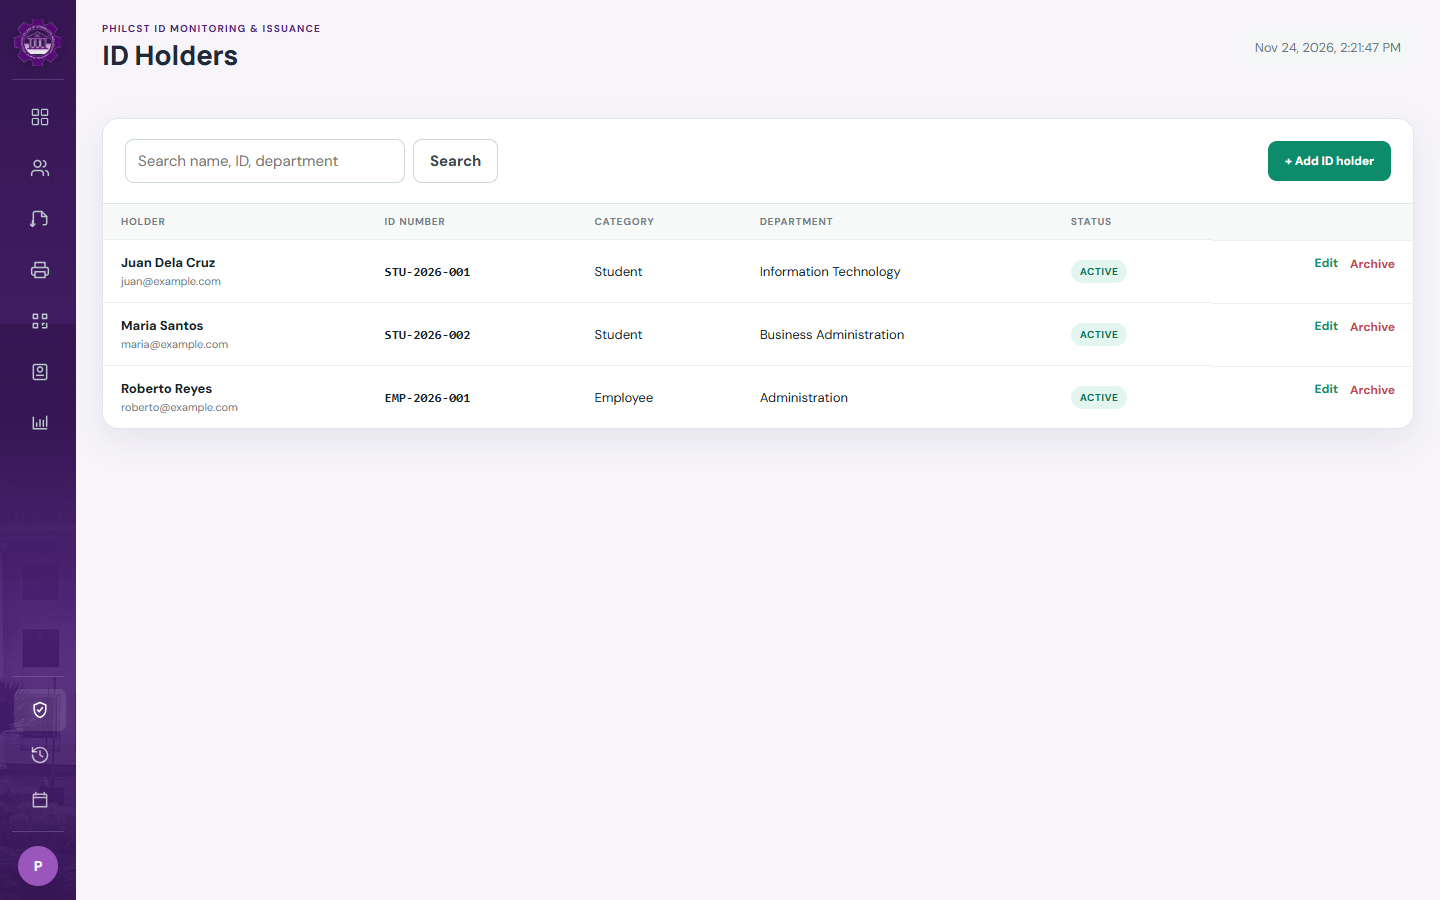 PHILCST ID MONITORING & ISSUANCE
ID Holders
Nov 24, 2026, 2:21:47 PM
Search name, ID, department
Search
+ Add ID holder
HOLDER ID NUMBER CATEGORY DEPARTMENT STATUS
Juan Dela Cruz
juan@example.com
STU-2026-001 Student Information Technology ACTIVE Edit Archive
Maria Santos
maria@example.com
STU-2026-002 Student Business Administration ACTIVE Edit Archive
Roberto Reyes
roberto@example.com
EMP-2026-001 Employee Administration ACTIVE Edit Archive
P